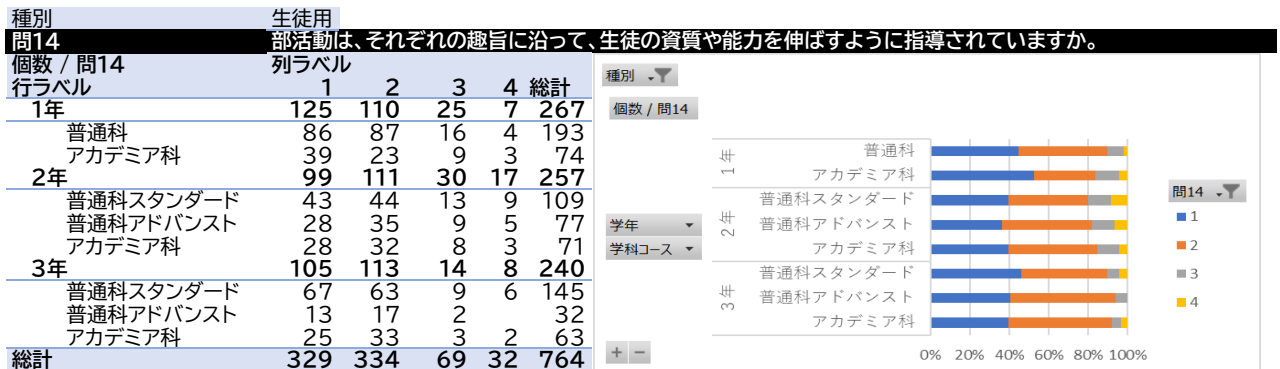 種別 生徒用
問14 部活動は、それぞれの趣旨に沿って、生徒の資質や能力を伸ばすように指導されていますか。
個数 / 問14 列ラベル
行ラベル 1 2 3 4 総計
1年 125 110 25 7 267
普通科 86 87 16 4 193
アカデミア科 39 23 9 3 74
2年 99 111 30 17 257
普通科スタンダード 43 44 13 9 109
普通科アドバンスト 28 35 9 5 77
アカデミア科 28 32 8 3 71
3年 105 113 14 8 240
普通科スタンダード 67 63 9 6 145
普通科アドバンスト 13 17 2 32
アカデミア科 25 33 3 2 63
総計 329 334 69 32 764
種別
個数 / 問14
学年
学科コース
1年
普通科
アカデミア科
2年
普通科スタンダード
普通科アドバンスト
アカデミア科
3年
普通科スタンダード
普通科アドバンスト
アカデミア科
0% 20% 40% 60% 80% 100%
問14
1
2
3
4
+ −